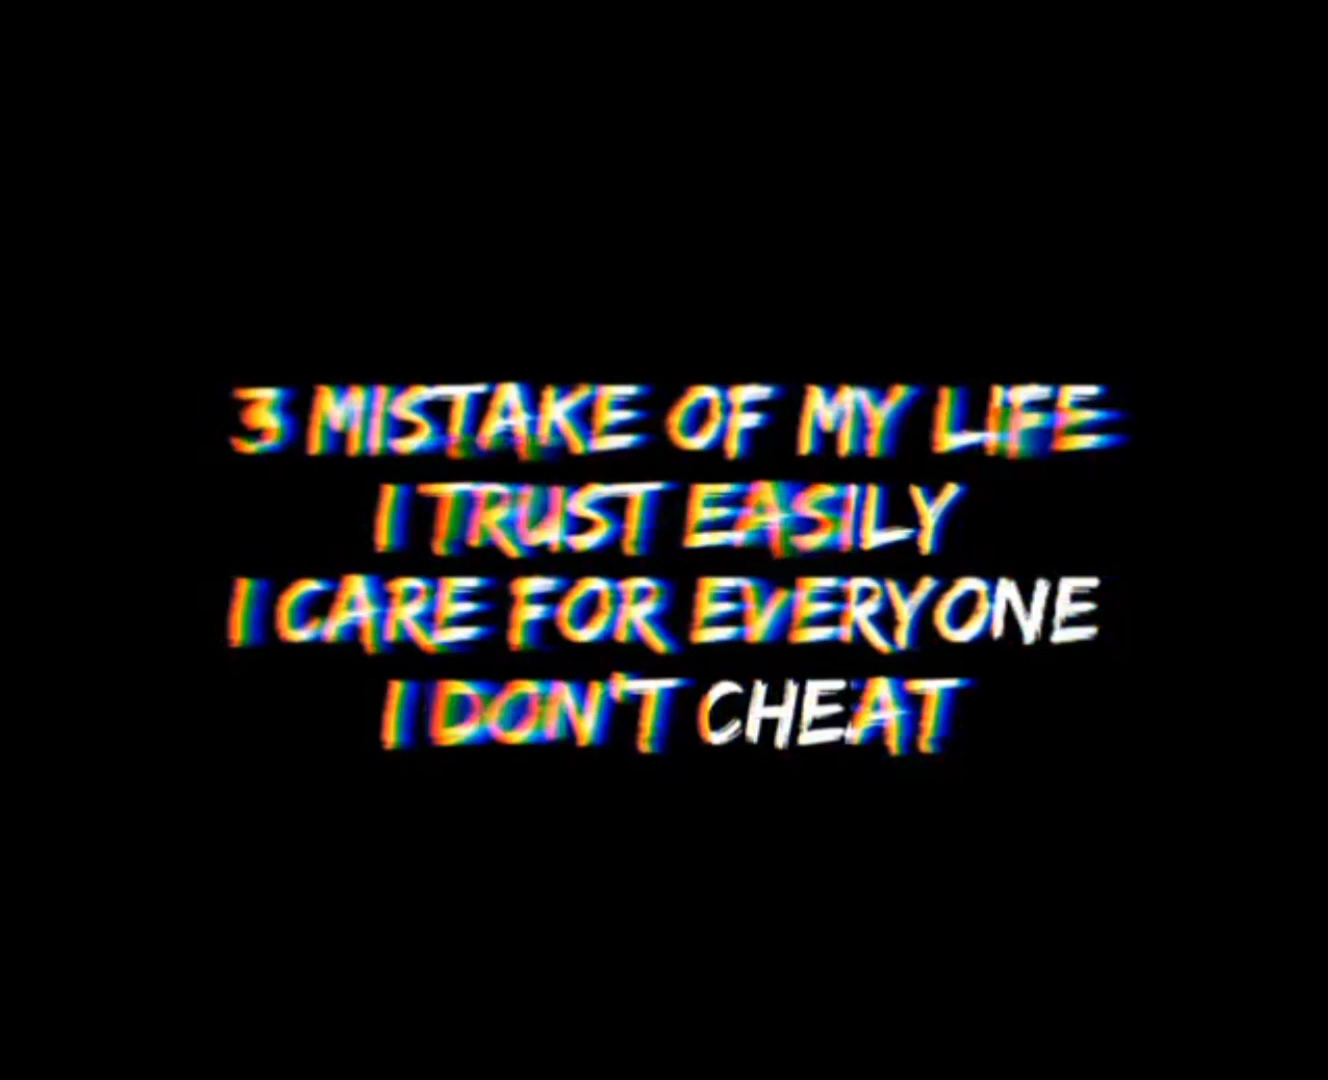 3 MISTAKE OF MY LIFE
I TRUST EASILY
I CARE FOR EVERYONE
I DON'T CHEAT